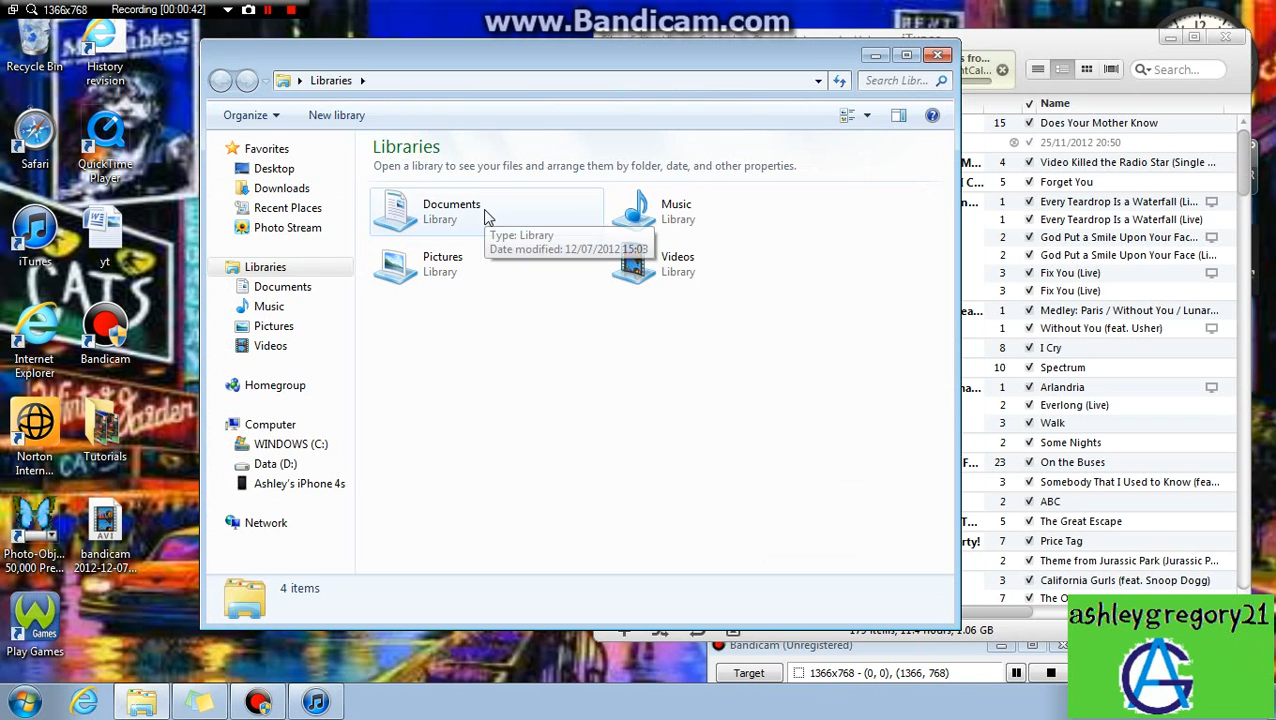 1366x768 Recording [00:00:42]
www.Bandicam.com
Recycle Bin
History revision
Safari
QuickTime Player
iTunes
yt
Internet Explorer
Bandicam
Norton Intern...
Tutorials
Photo-Obj... 50,000 Pre...
bandicam 2012-12-07...
Games
Play Games
CATS
Libraries
Search Libr...
Organize
New library
Favorites
Desktop
Downloads
Recent Places
Photo Stream
Libraries
Documents
Music
Pictures
Videos
Homegroup
Computer
WINDOWS (C:)
Data (D:)
Ashley's iPhone 4s
Network
Libraries
Open a library to see your files and arrange them by folder, date, and other properties.
Documents
Library
Music
Library
Pictures
Library
Videos
Library
Type: Library
Date modified: 12/07/2012 15:03
4 items
Search...
Name
15 Does Your Mother Know
25/11/2012 20:50
4 Video Killed the Radio Star (Single ...
5 Forget You
1 Every Teardrop Is a Waterfall (Li...
1 Every Teardrop Is a Waterfall (Live)
2 God Put a Smile Upon Your Fac...
2 God Put a Smile Upon Your Face (...
3 Fix You (Live)
3 Fix You (Live)
1 Medley: Paris / Without You / Lunar...
1 Without You (feat. Usher)
8 I Cry
10 Spectrum
1 Arlandria
2 Everlong (Live)
3 Walk
2 Some Nights
23 On the Buses
3 Somebody That I Used to Know (fea...
2 ABC
5 The Great Escape
7 Price Tag
2 Theme from Jurassic Park (Jurassic P...
3 California Gurls (feat. Snoop Dogg)
Bandicam (Unregistered)
Target
1366x768 - (0, 0), (1366, 768)
ashleygregory21